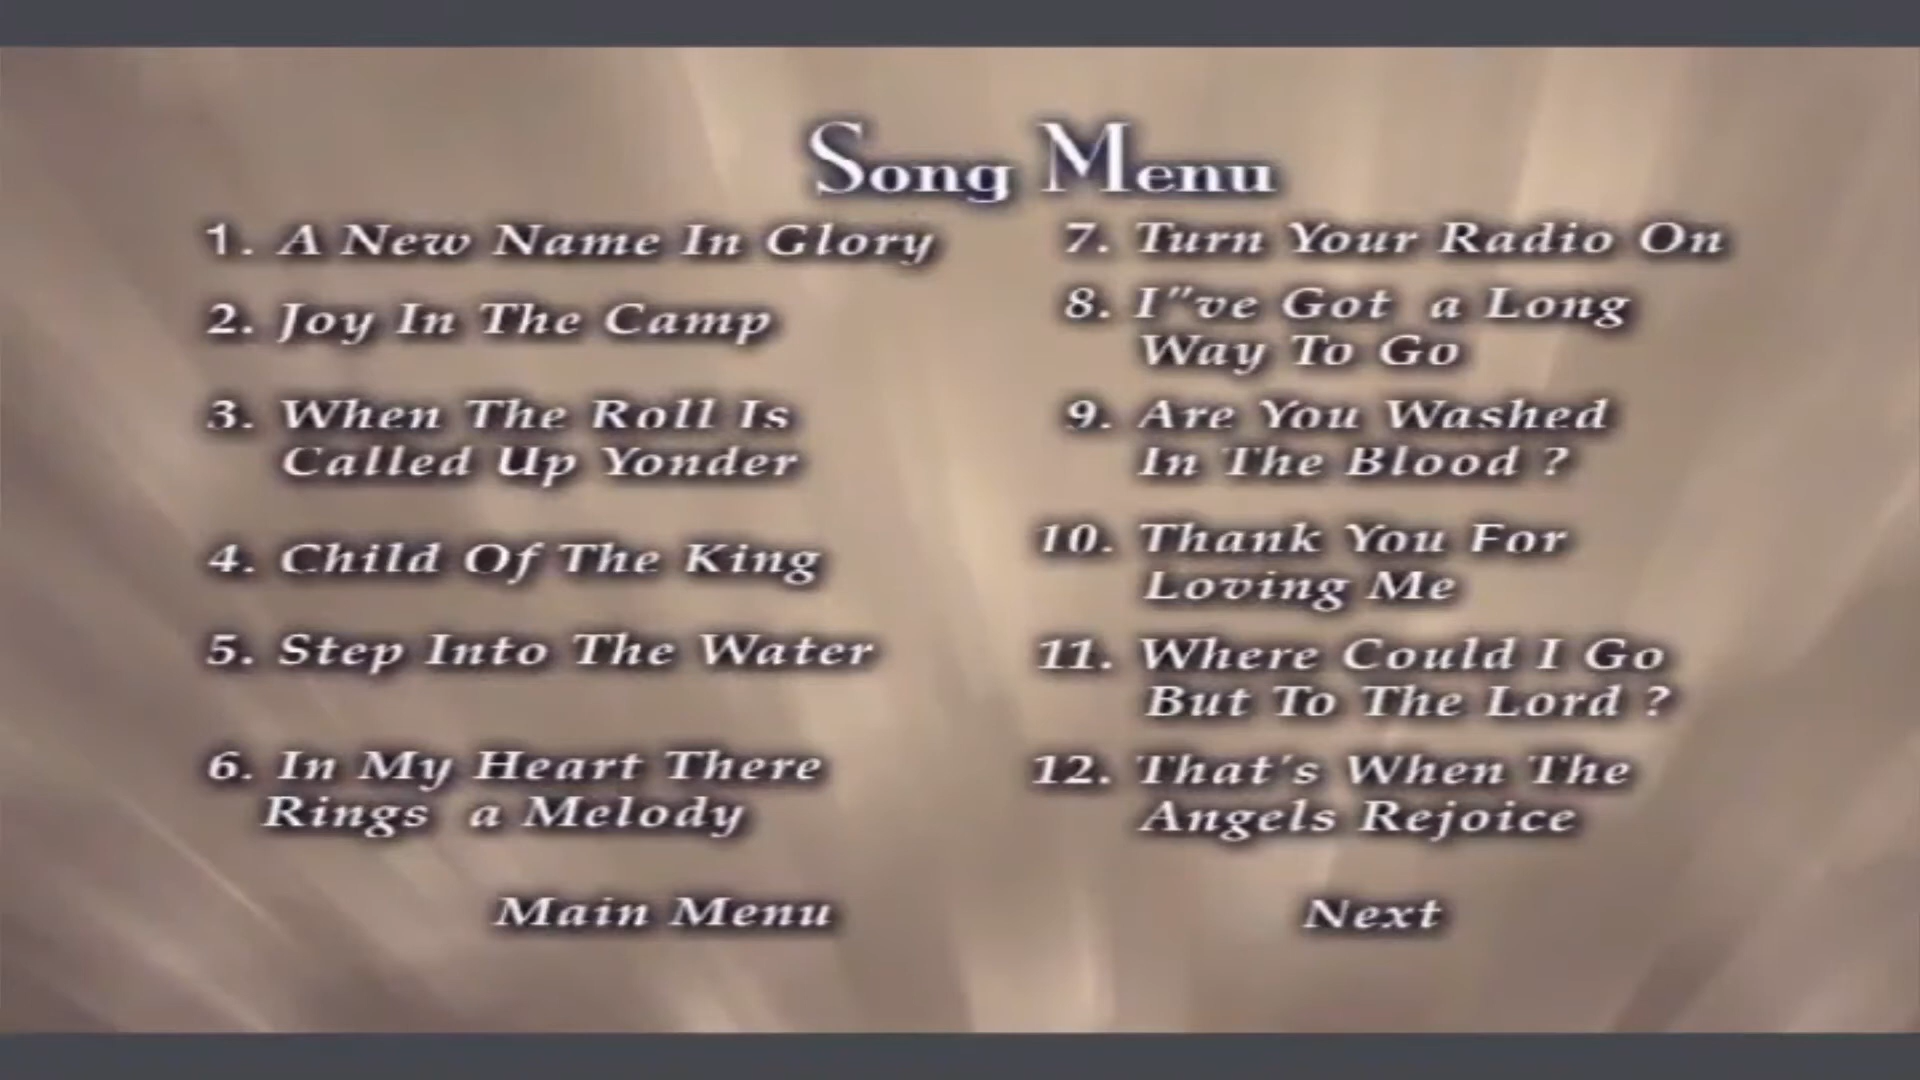 Song Menu
1. A New Name In Glory
2. Joy In The Camp
3. When The Roll Is
Called Up Yonder
4. Child Of The King
5. Step Into The Water
6. In My Heart There
Rings a Melody
7. Turn Your Radio On
8. I"ve Got a Long
Way To Go
9. Are You Washed
In The Blood ?
10. Thank You For
Loving Me
11. Where Could I Go
But To The Lord ?
12. That's When The
Angels Rejoice
Main Menu
Next